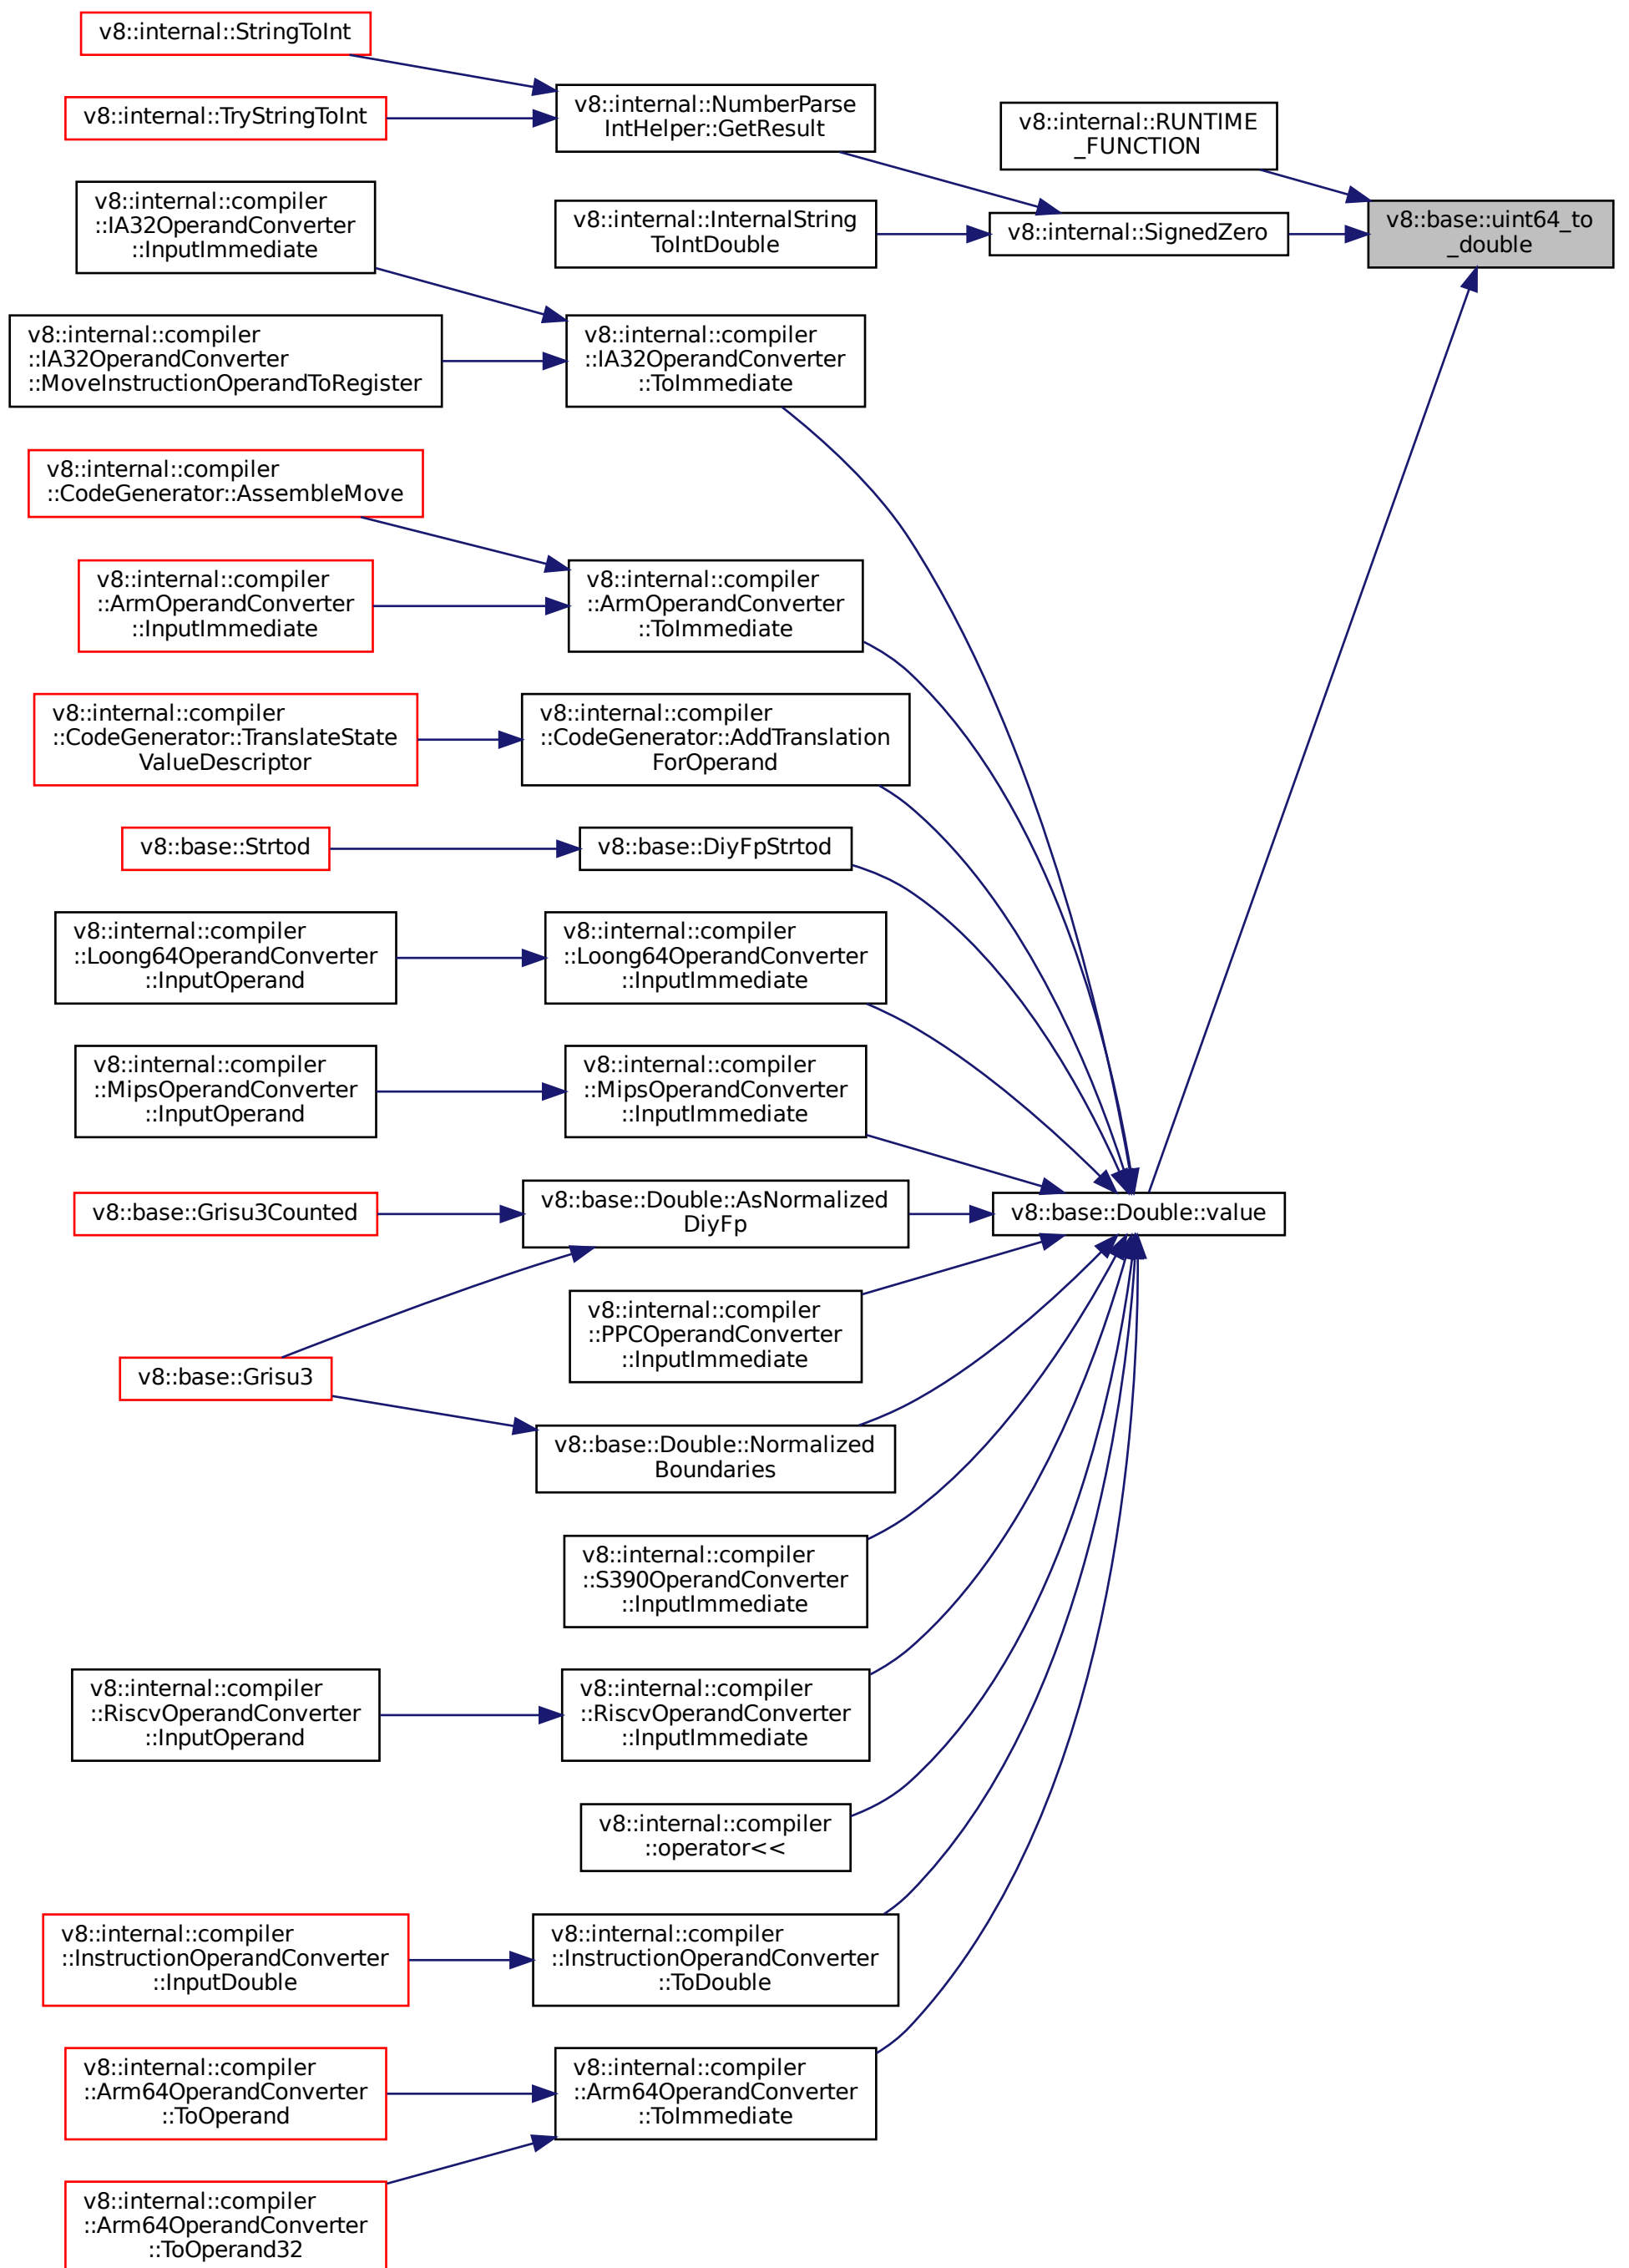 v8::internal::StringToInt
v8::internal::TryStringToInt
v8::internal::NumberParse
IntHelper::GetResult
v8::internal::RUNTIME
_FUNCTION
v8::internal::compiler
::IA32OperandConverter
::InputImmediate
v8::internal::InternalString
ToIntDouble
v8::internal::SignedZero
v8::base::uint64_to
_double
v8::internal::compiler
::IA32OperandConverter
::MoveInstructionOperandToRegister
v8::internal::compiler
::IA32OperandConverter
::ToImmediate
v8::internal::compiler
::CodeGenerator::AssembleMove
v8::internal::compiler
::ArmOperandConverter
::InputImmediate
v8::internal::compiler
::ArmOperandConverter
::ToImmediate
v8::internal::compiler
::CodeGenerator::TranslateState
ValueDescriptor
v8::internal::compiler
::CodeGenerator::AddTranslation
ForOperand
v8::base::Strtod
v8::base::DiyFpStrtod
v8::internal::compiler
::Loong64OperandConverter
::InputOperand
v8::internal::compiler
::Loong64OperandConverter
::InputImmediate
v8::internal::compiler
::MipsOperandConverter
::InputOperand
v8::internal::compiler
::MipsOperandConverter
::InputImmediate
v8::base::Grisu3Counted
v8::base::Double::AsNormalized
DiyFp
v8::base::Double::value
v8::internal::compiler
::PPCOperandConverter
::InputImmediate
v8::base::Grisu3
v8::base::Double::Normalized
Boundaries
v8::internal::compiler
::S390OperandConverter
::InputImmediate
v8::internal::compiler
::RiscvOperandConverter
::InputOperand
v8::internal::compiler
::RiscvOperandConverter
::InputImmediate
v8::internal::compiler
::operator<<
v8::internal::compiler
::InstructionOperandConverter
::InputDouble
v8::internal::compiler
::InstructionOperandConverter
::ToDouble
v8::internal::compiler
::Arm64OperandConverter
::ToOperand
v8::internal::compiler
::Arm64OperandConverter
::ToImmediate
v8::internal::compiler
::Arm64OperandConverter
::ToOperand32